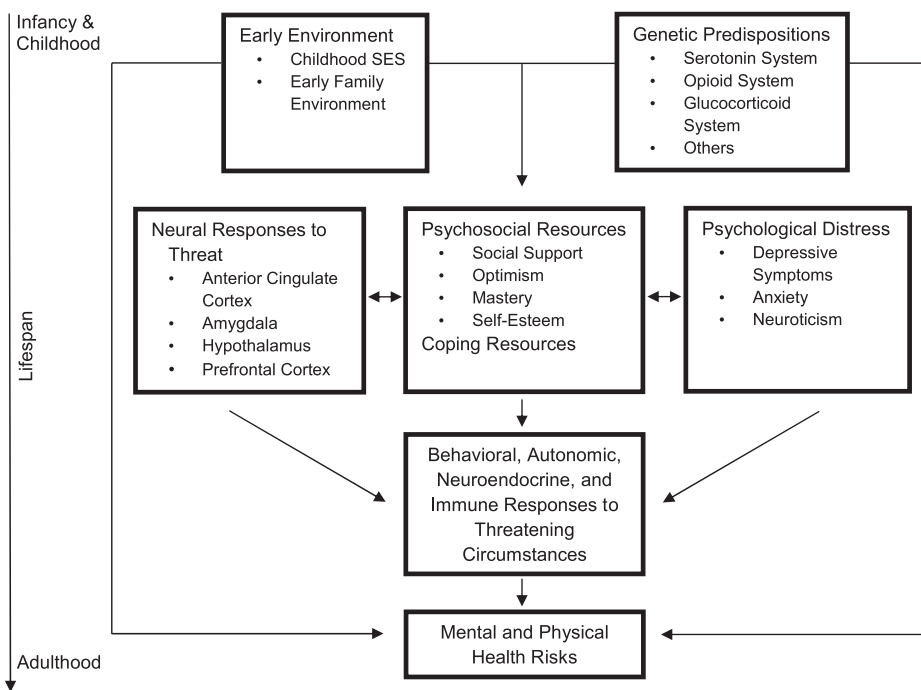 Infancy &
Childhood
Early Environment
• Childhood SES
• Early Family
Environment
Genetic Predispositions
• Serotonin System
• Opioid System
• Glucocorticoid
System
• Others
Neural Responses to
Threat
• Anterior Cingulate
Cortex
• Amygdala
• Hypothalamus
• Prefrontal Cortex
Psychosocial Resources
• Social Support
• Optimism
• Mastery
• Self-Esteem
Coping Resources
Psychological Distress
• Depressive
Symptoms
• Anxiety
• Neuroticism
Lifespan
Behavioral, Autonomic,
Neuroendocrine, and
Immune Responses to
Threatening
Circumstances
Mental and Physical
Health Risks
Adulthood